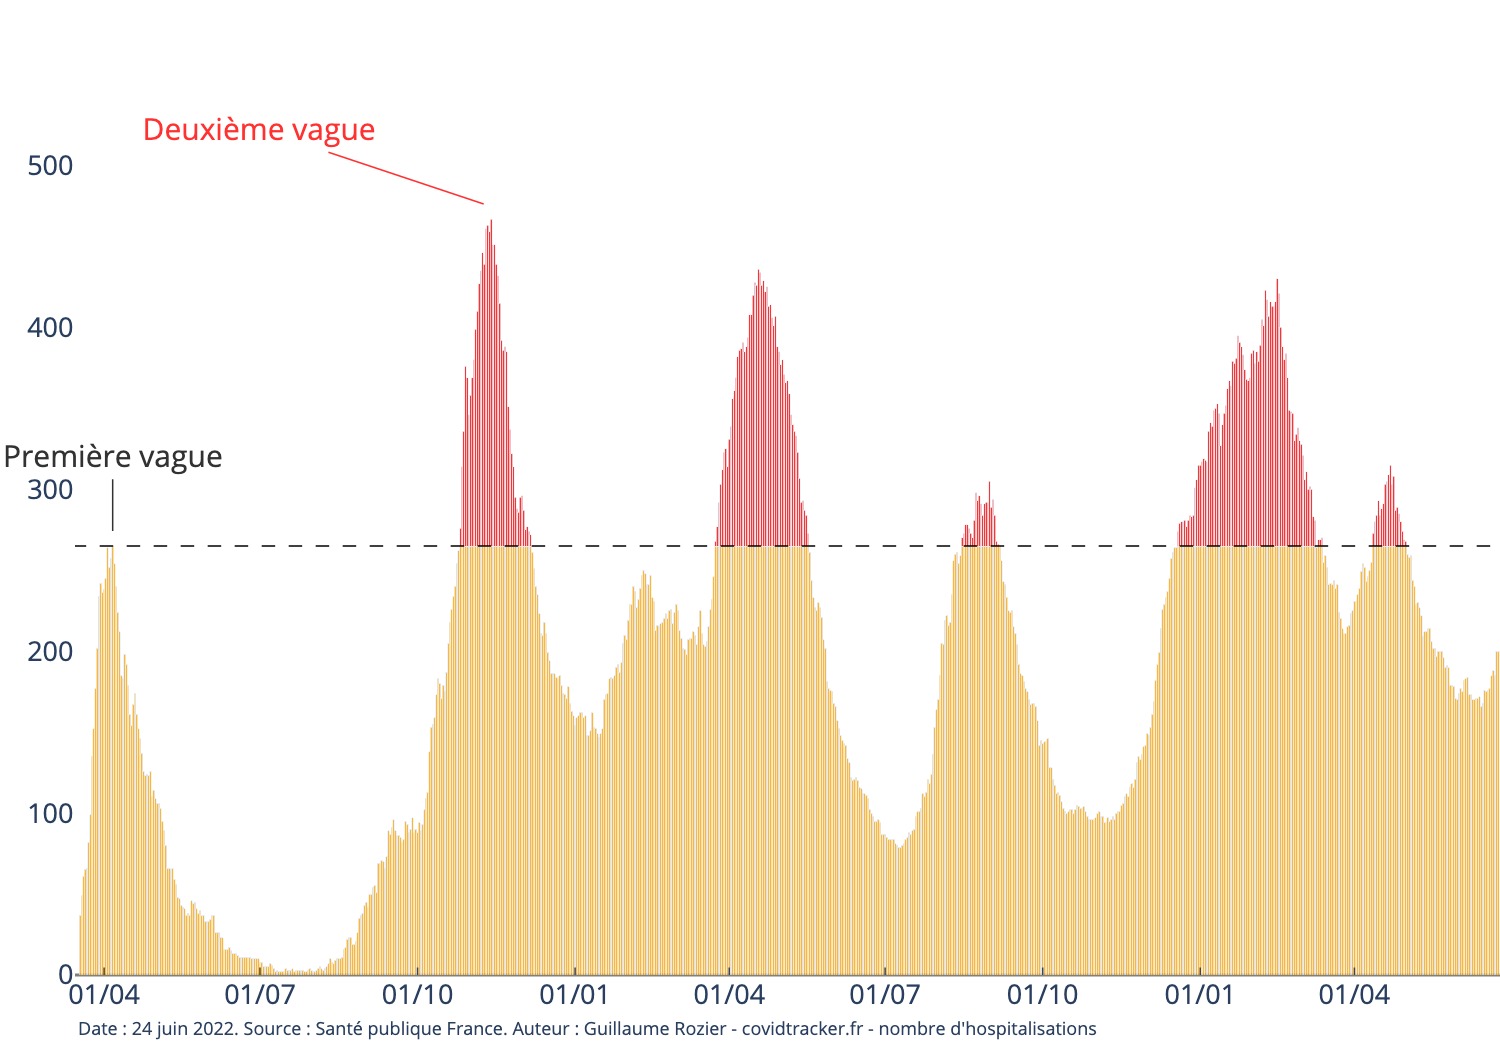 Deuxième vague
500
400
Première vague
300
200
100
0
01/04 01/07 01/10 01/01 01/04 01/07 01/10 01/01 01/04
Date : 24 juin 2022. Source : Santé publique France. Auteur : Guillaume Rozier - covidtracker.fr - nombre d'hospitalisations